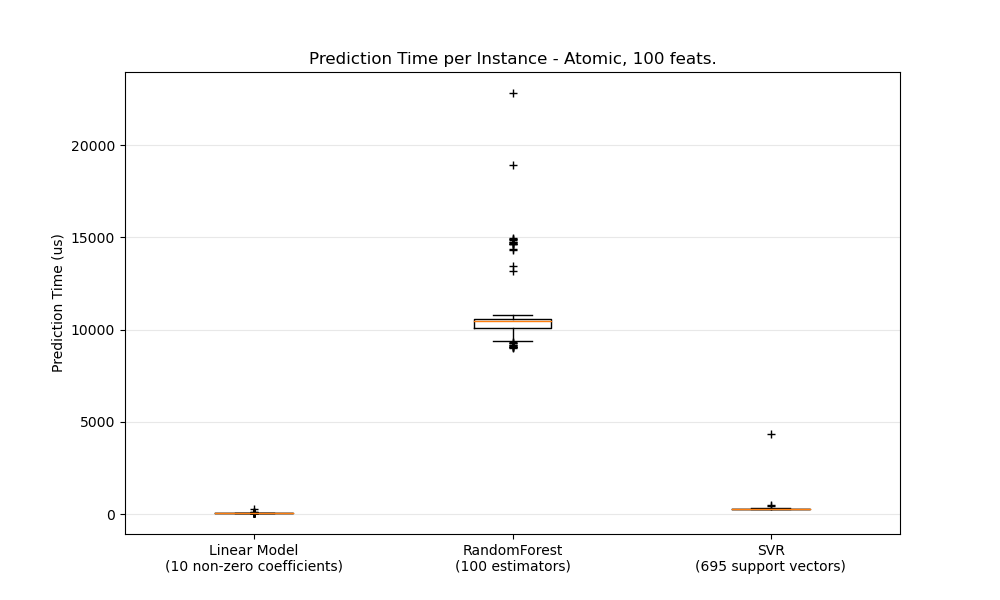 Prediction Time per Instance - Atomic, 100 feats.
Prediction Time (us)
20000
15000
10000
5000
0
Linear Model
(10 non-zero coefficients)
RandomForest
(100 estimators)
SVR
(695 support vectors)